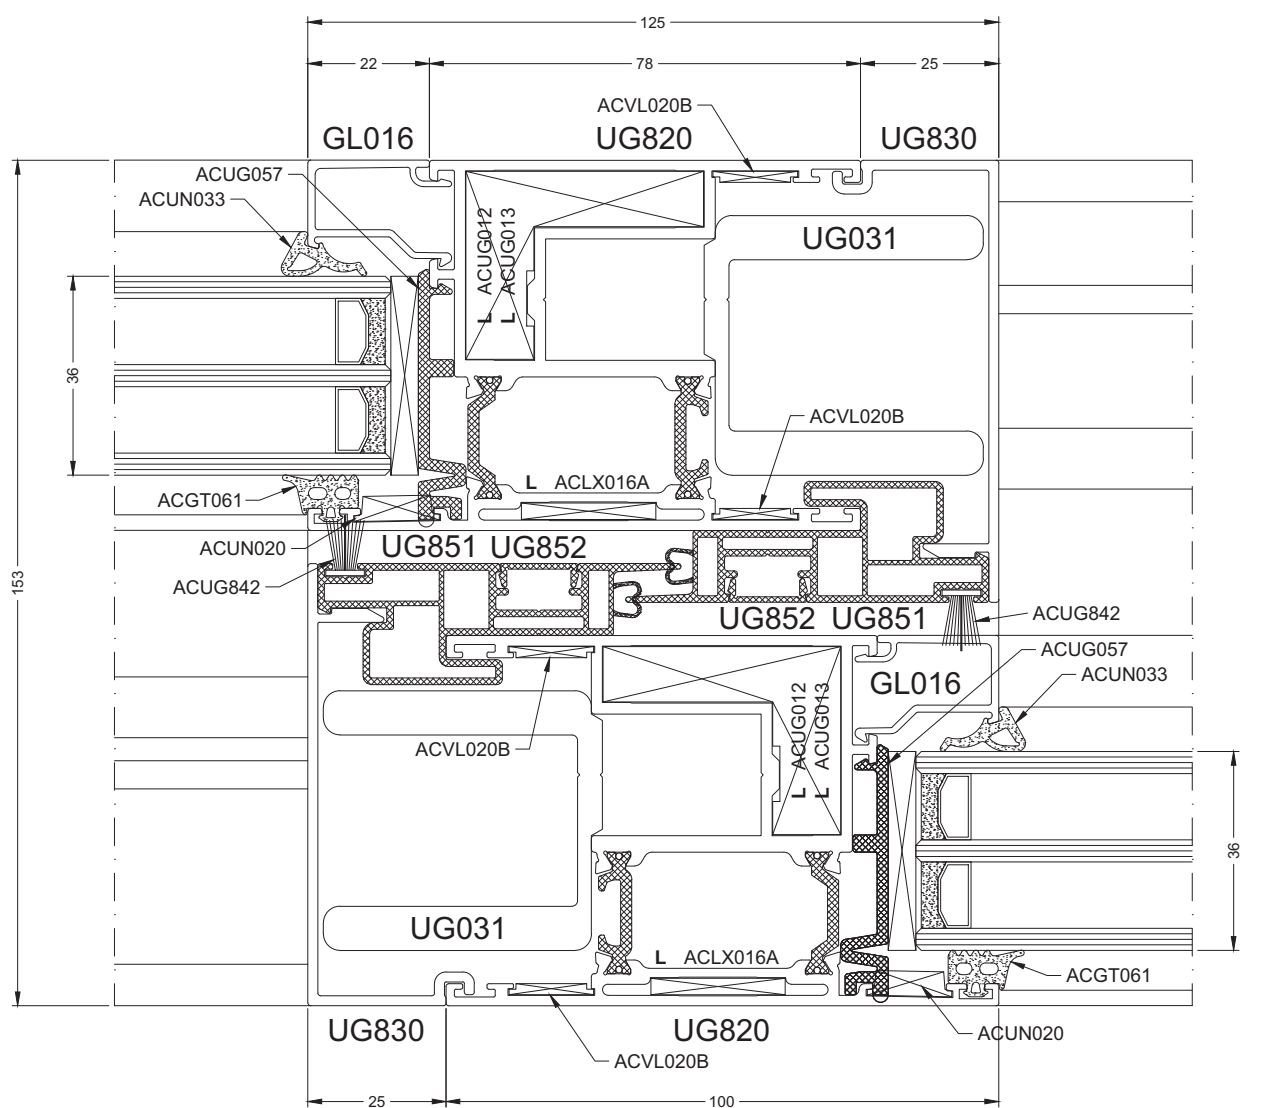 125
22
78
25
ACVL020B
GL016
UG820
UG830
ACUG057
ACUN033
L ACUG012
L ACUG013
UG031
36
ACVL020B
L ACLX016A
ACGT061
ACUN020
UG851 UG852
ACUG842
153
UG852 UG851
ACUG842
ACUG057
ACUN033
GL016
L ACUG012
L ACUG013
ACVL020B
36
UG031
L ACLX016A
ACGT061
ACUN020
UG830
UG820
ACVL020B
25
100